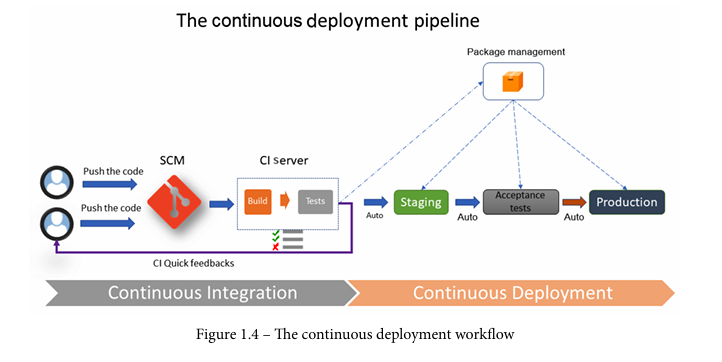 The continuous deployment pipeline
Package management
SCM
CI server
Push the code
Push the code
Build
Tests
Auto
Staging
Auto
Acceptance
tests
Auto
Production
CI Quick feedbacks
Continuous Integration
Continuous Deployment
Figure 1.4 – The continuous deployment workflow